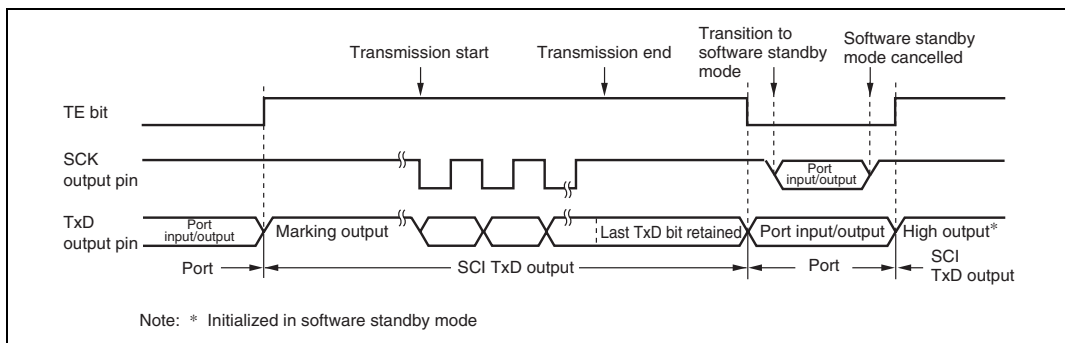 Transmission start
Transmission end
Transition to
software standby
mode
Software standby
mode cancelled
TE bit
SCK
output pin
Port
input/output
TxD
output pin
Port
input/output
Marking output
Last TxD bit retained
Port input/output
High output*
Port
SCI TxD output
Port
SCI
TxD output
Note: * Initialized in software standby mode